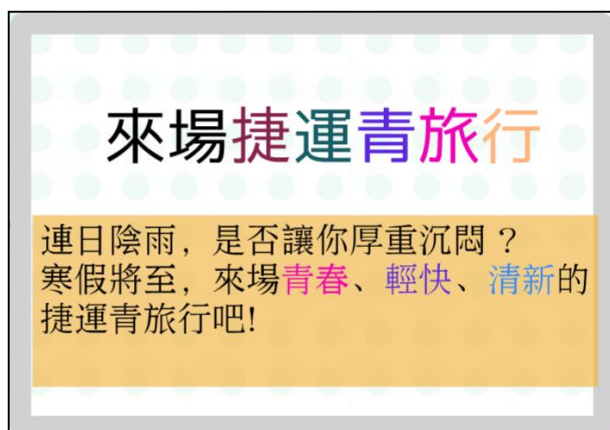 來場捷運青旅行
連日陰雨，是否讓你厚重沉悶？
寒假將至，來場青春、輕快、清新的
捷運青旅行吧!